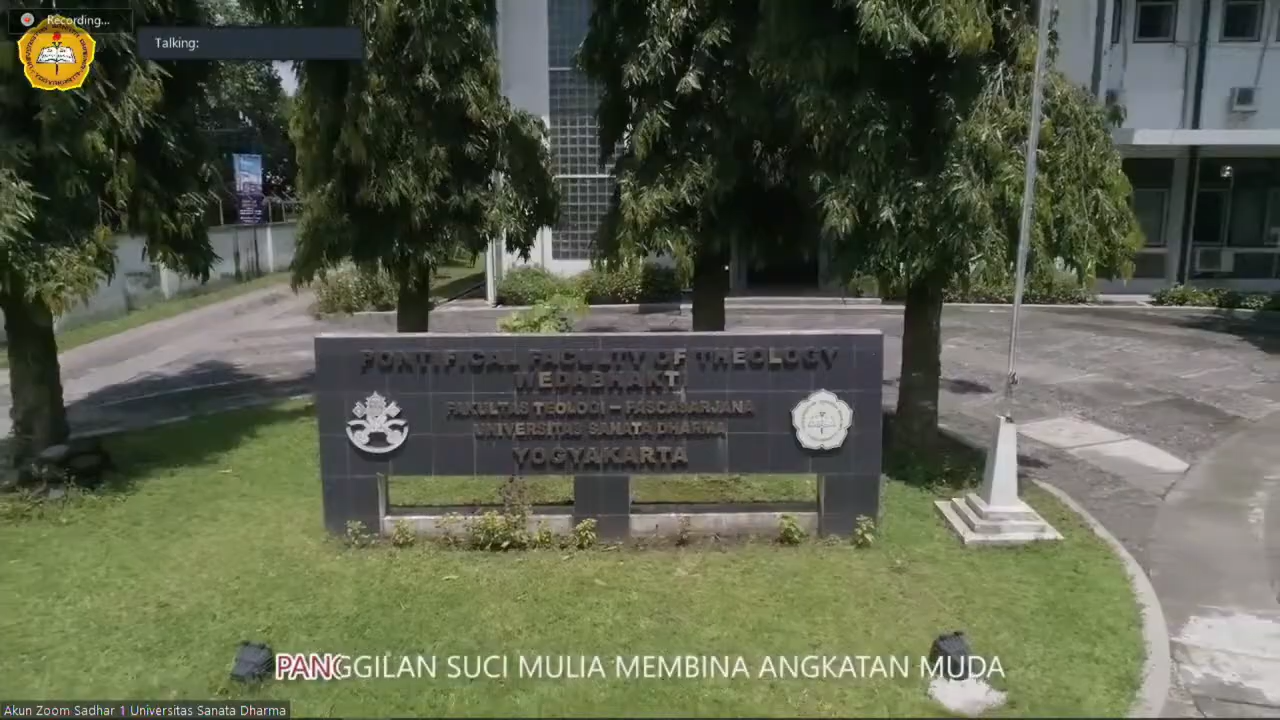 Recording...
Talking:
PONTIFICAL FACULTY OF THEOLOGY
WEDABHAKTI
FAKULTAS TEOLOGI - PASCASARJANA
UNIVERSITAS SANATA DHARMA
YOGYAKARTA
PANGGILAN SUCI MULIA MEMBINA ANGKATAN MUDA
Akun Zoom Sadhar 1 Universitas Sanata Dharma